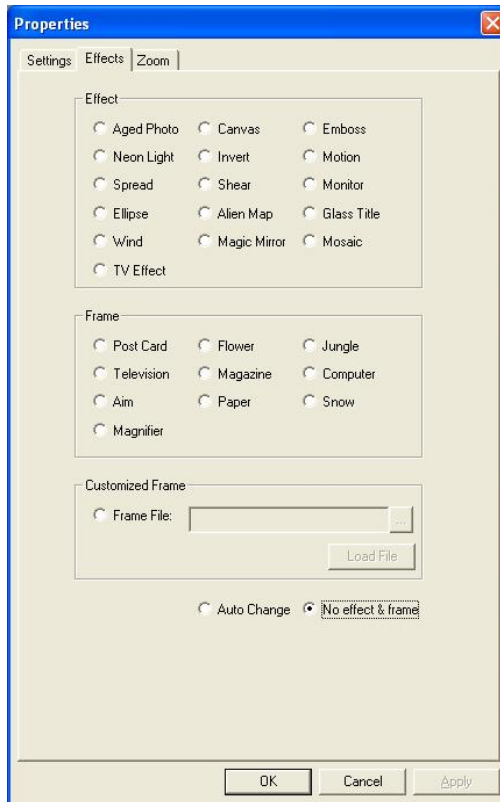 Properties
Settings Effects Zoom
Effect
Aged Photo Canvas Emboss
Neon Light Invert Motion
Spread Shear Monitor
Ellipse Alien Map Glass Title
Wind Magic Mirror Mosaic
TV Effect
Frame
Post Card Flower Jungle
Television Magazine Computer
Aim Paper Snow
Magnifier
Customized Frame
Frame File: ...
Load File
Auto Change No effect & frame
OK Cancel Apply